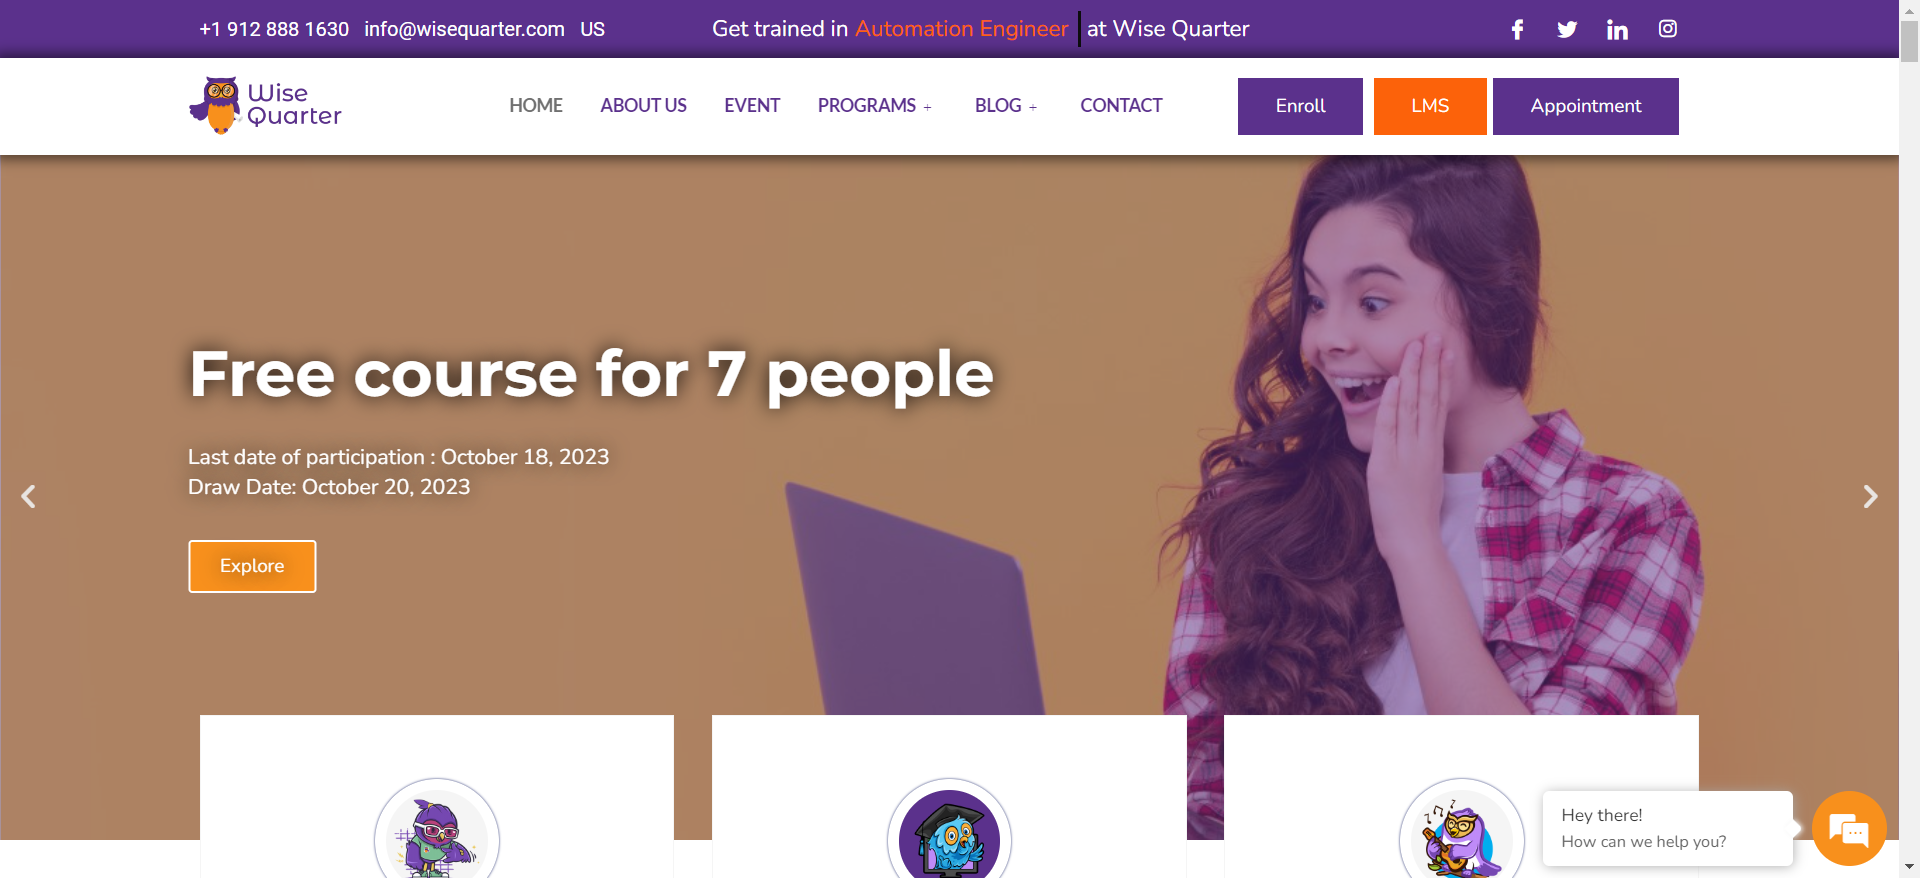 +1 912 888 1630 info@wisequarter.com US
Get trained in Automation Engineer at Wise Quarter
Wise
Quarter
HOME ABOUT US EVENT PROGRAMS + BLOG + CONTACT
Enroll LMS Appointment
Free course for 7 people
Last date of participation : October 18, 2023
Draw Date: October 20, 2023
Explore
Hey there!
How can we help you?